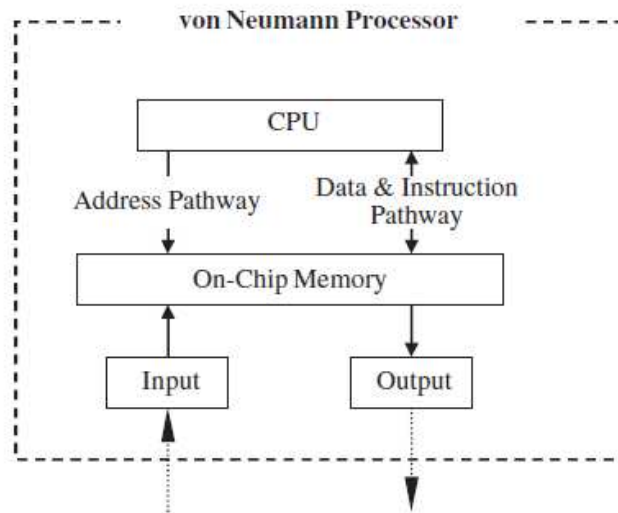 von Neumann Processor
CPU
Address Pathway
Data & Instruction
Pathway
On-Chip Memory
Input
Output